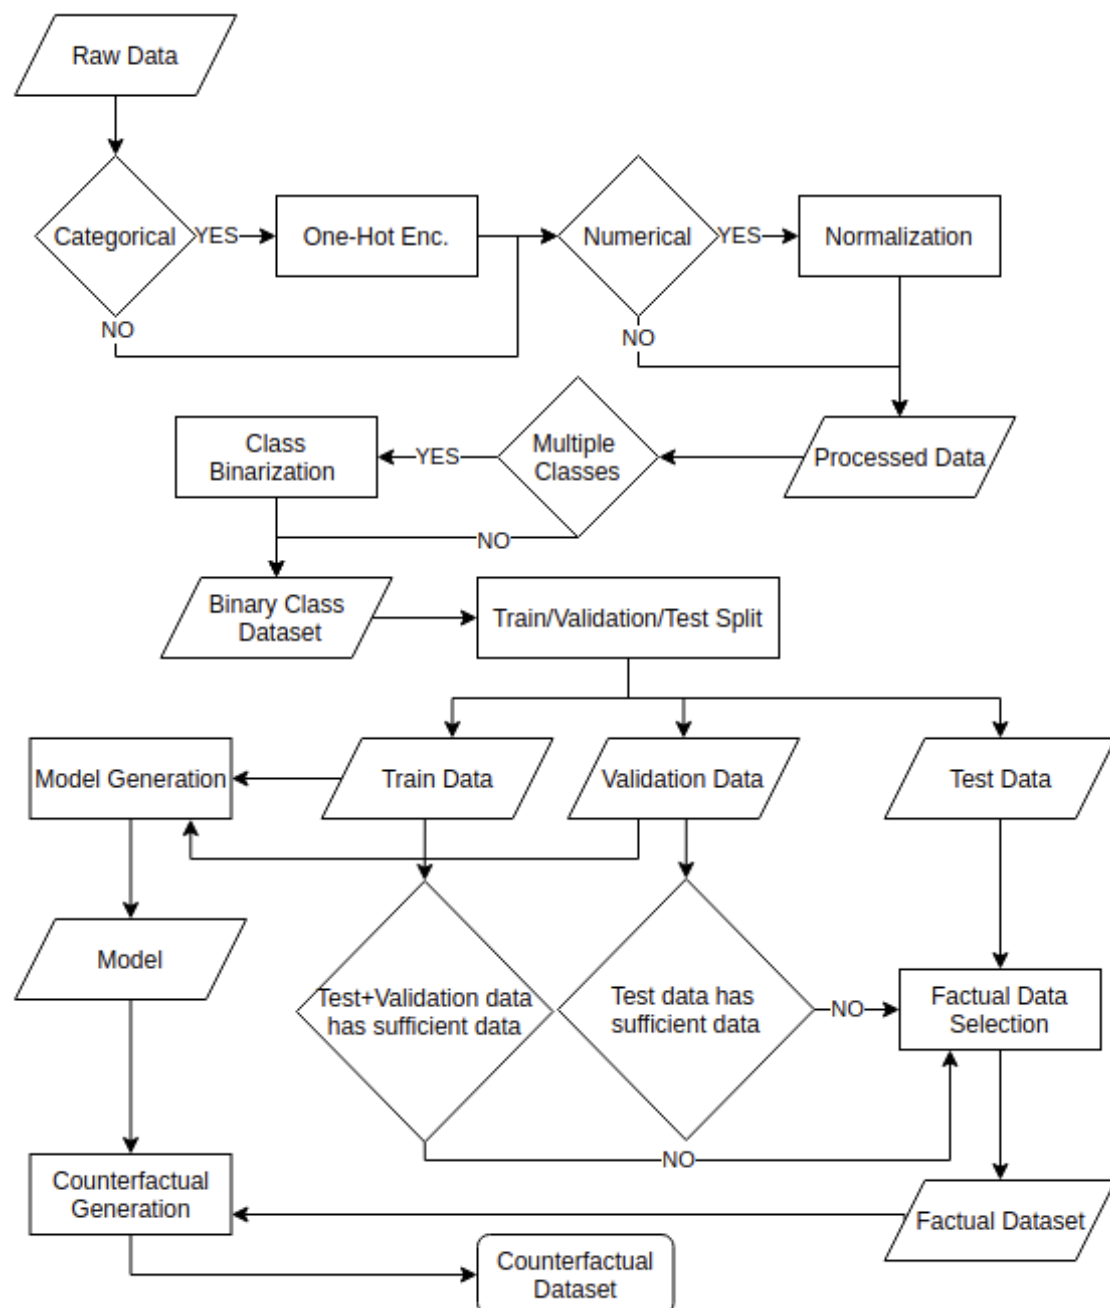 Raw Data
Categorical
YES
One-Hot Enc.
Numerical
YES
Normalization
NO
NO
Class
Binarization
YES
Multiple
Classes
Processed Data
NO
Binary Class
Dataset
Train/Validation/Test Split
Model Generation
Train Data
Validation Data
Test Data
Model
Test+Validation data
has sufficient data
Test data has
sufficient data
NO
Factual Data
Selection
NO
Counterfactual
Generation
Factual Dataset
Counterfactual
Dataset